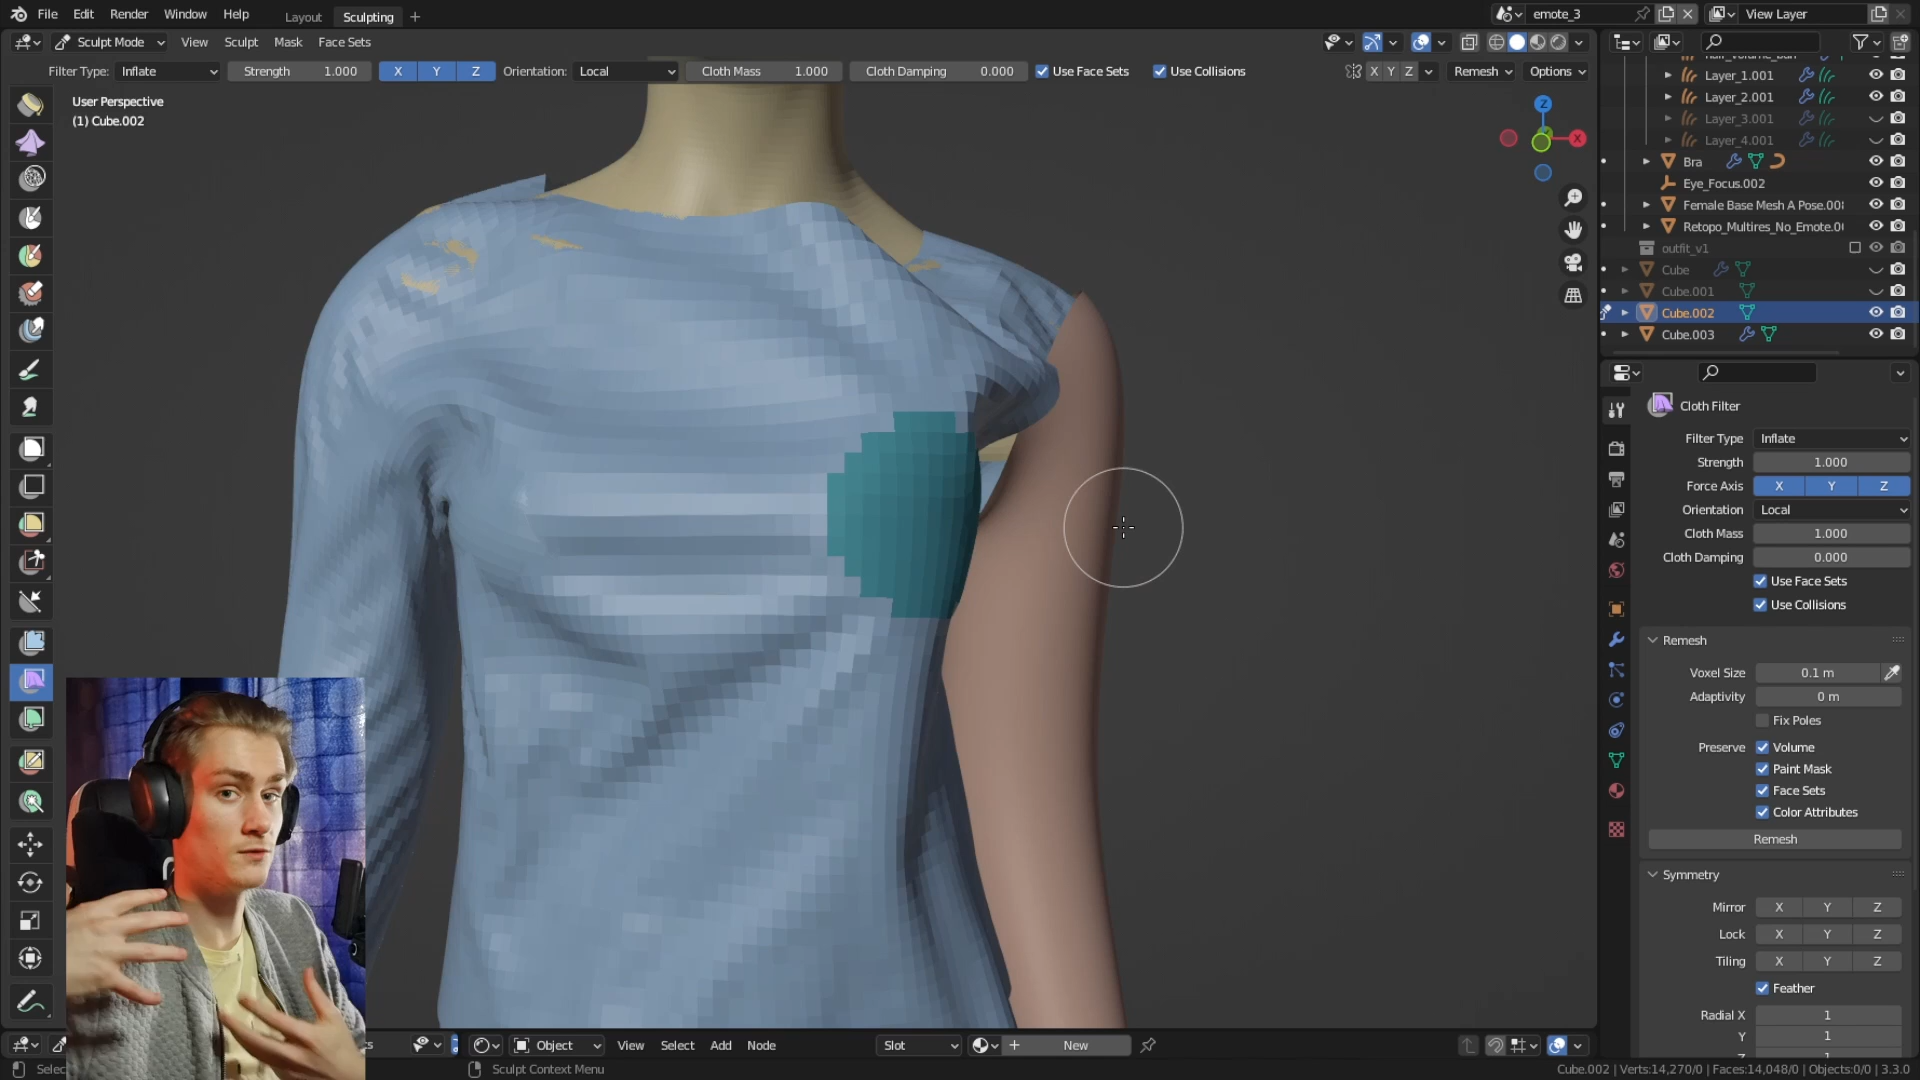 File Edit Render Window Help Layout Sculpting + emote_3 View Layer
Sculpt Mode View Sculpt Mask Face Sets
Filter Type: Inflate Strength 1.000 X Y Z Orientation: Local Cloth Mass 1.000 Cloth Damping 0.000 Use Face Sets Use Collisions X Y Z Remesh Options
User Perspective
(1) Cube.002
Z
X
Layer_1.001
Layer_2.001
Layer_3.001
Layer_4.001
Bra
Eye_Focus.002
Female Base Mesh A Pose.00
Retopo_Multires_No_Emote.0
outfit_v1
Cube
Cube.001
Cube.002
Cube.003
Cloth Filter
Filter Type Inflate
Strength 1.000
Force Axis X Y Z
Orientation Local
Cloth Mass 1.000
Cloth Damping 0.000
Use Face Sets
Use Collisions
Remesh
Voxel Size 0.1 m
Adaptivity 0 m
Fix Poles
Preserve Volume
Paint Mask
Face Sets
Color Attributes
Remesh
Symmetry
Mirror X Y Z
Lock X Y Z
Tiling X Y Z
Feather
Radial X 1
Y 1
Object View Select Add Node Slot + New
Selec Sculpt Context Menu Cube.002 | Verts:14,270/0 | Faces:14,048/0 | Objects:0/0 | 3.3.0